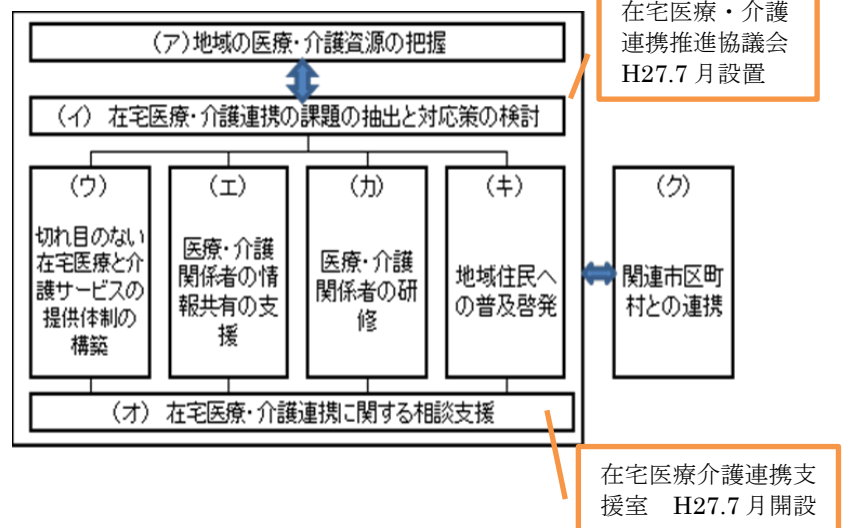 在宅医療・介護
連携推進協議会
H27.7 月設置
(ア)地域の医療・介護資源の把握
(イ) 在宅医療・介護連携の課題の抽出と対応策の検討
(ウ)
切れ目のない
在宅医療と介
護サービスの
提供体制の
構築
(エ)
医療・介護
関係者の情
報共有の支
援
(カ)
医療・介護
関係者の研
修
(キ)
地域住民へ
の普及啓発
(ク)
関連市区町
村との連携
(オ) 在宅医療・介護連携に関する相談支援
在宅医療介護連携支
援室 H27.7 月開設